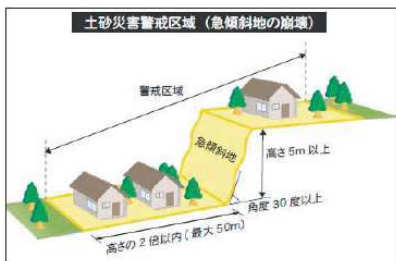 土砂災害警戒区域（急傾斜地の崩壊）
警戒区域
急傾斜地
高さ5m以上
角度30度以上
高さの2倍以内(最大50m)